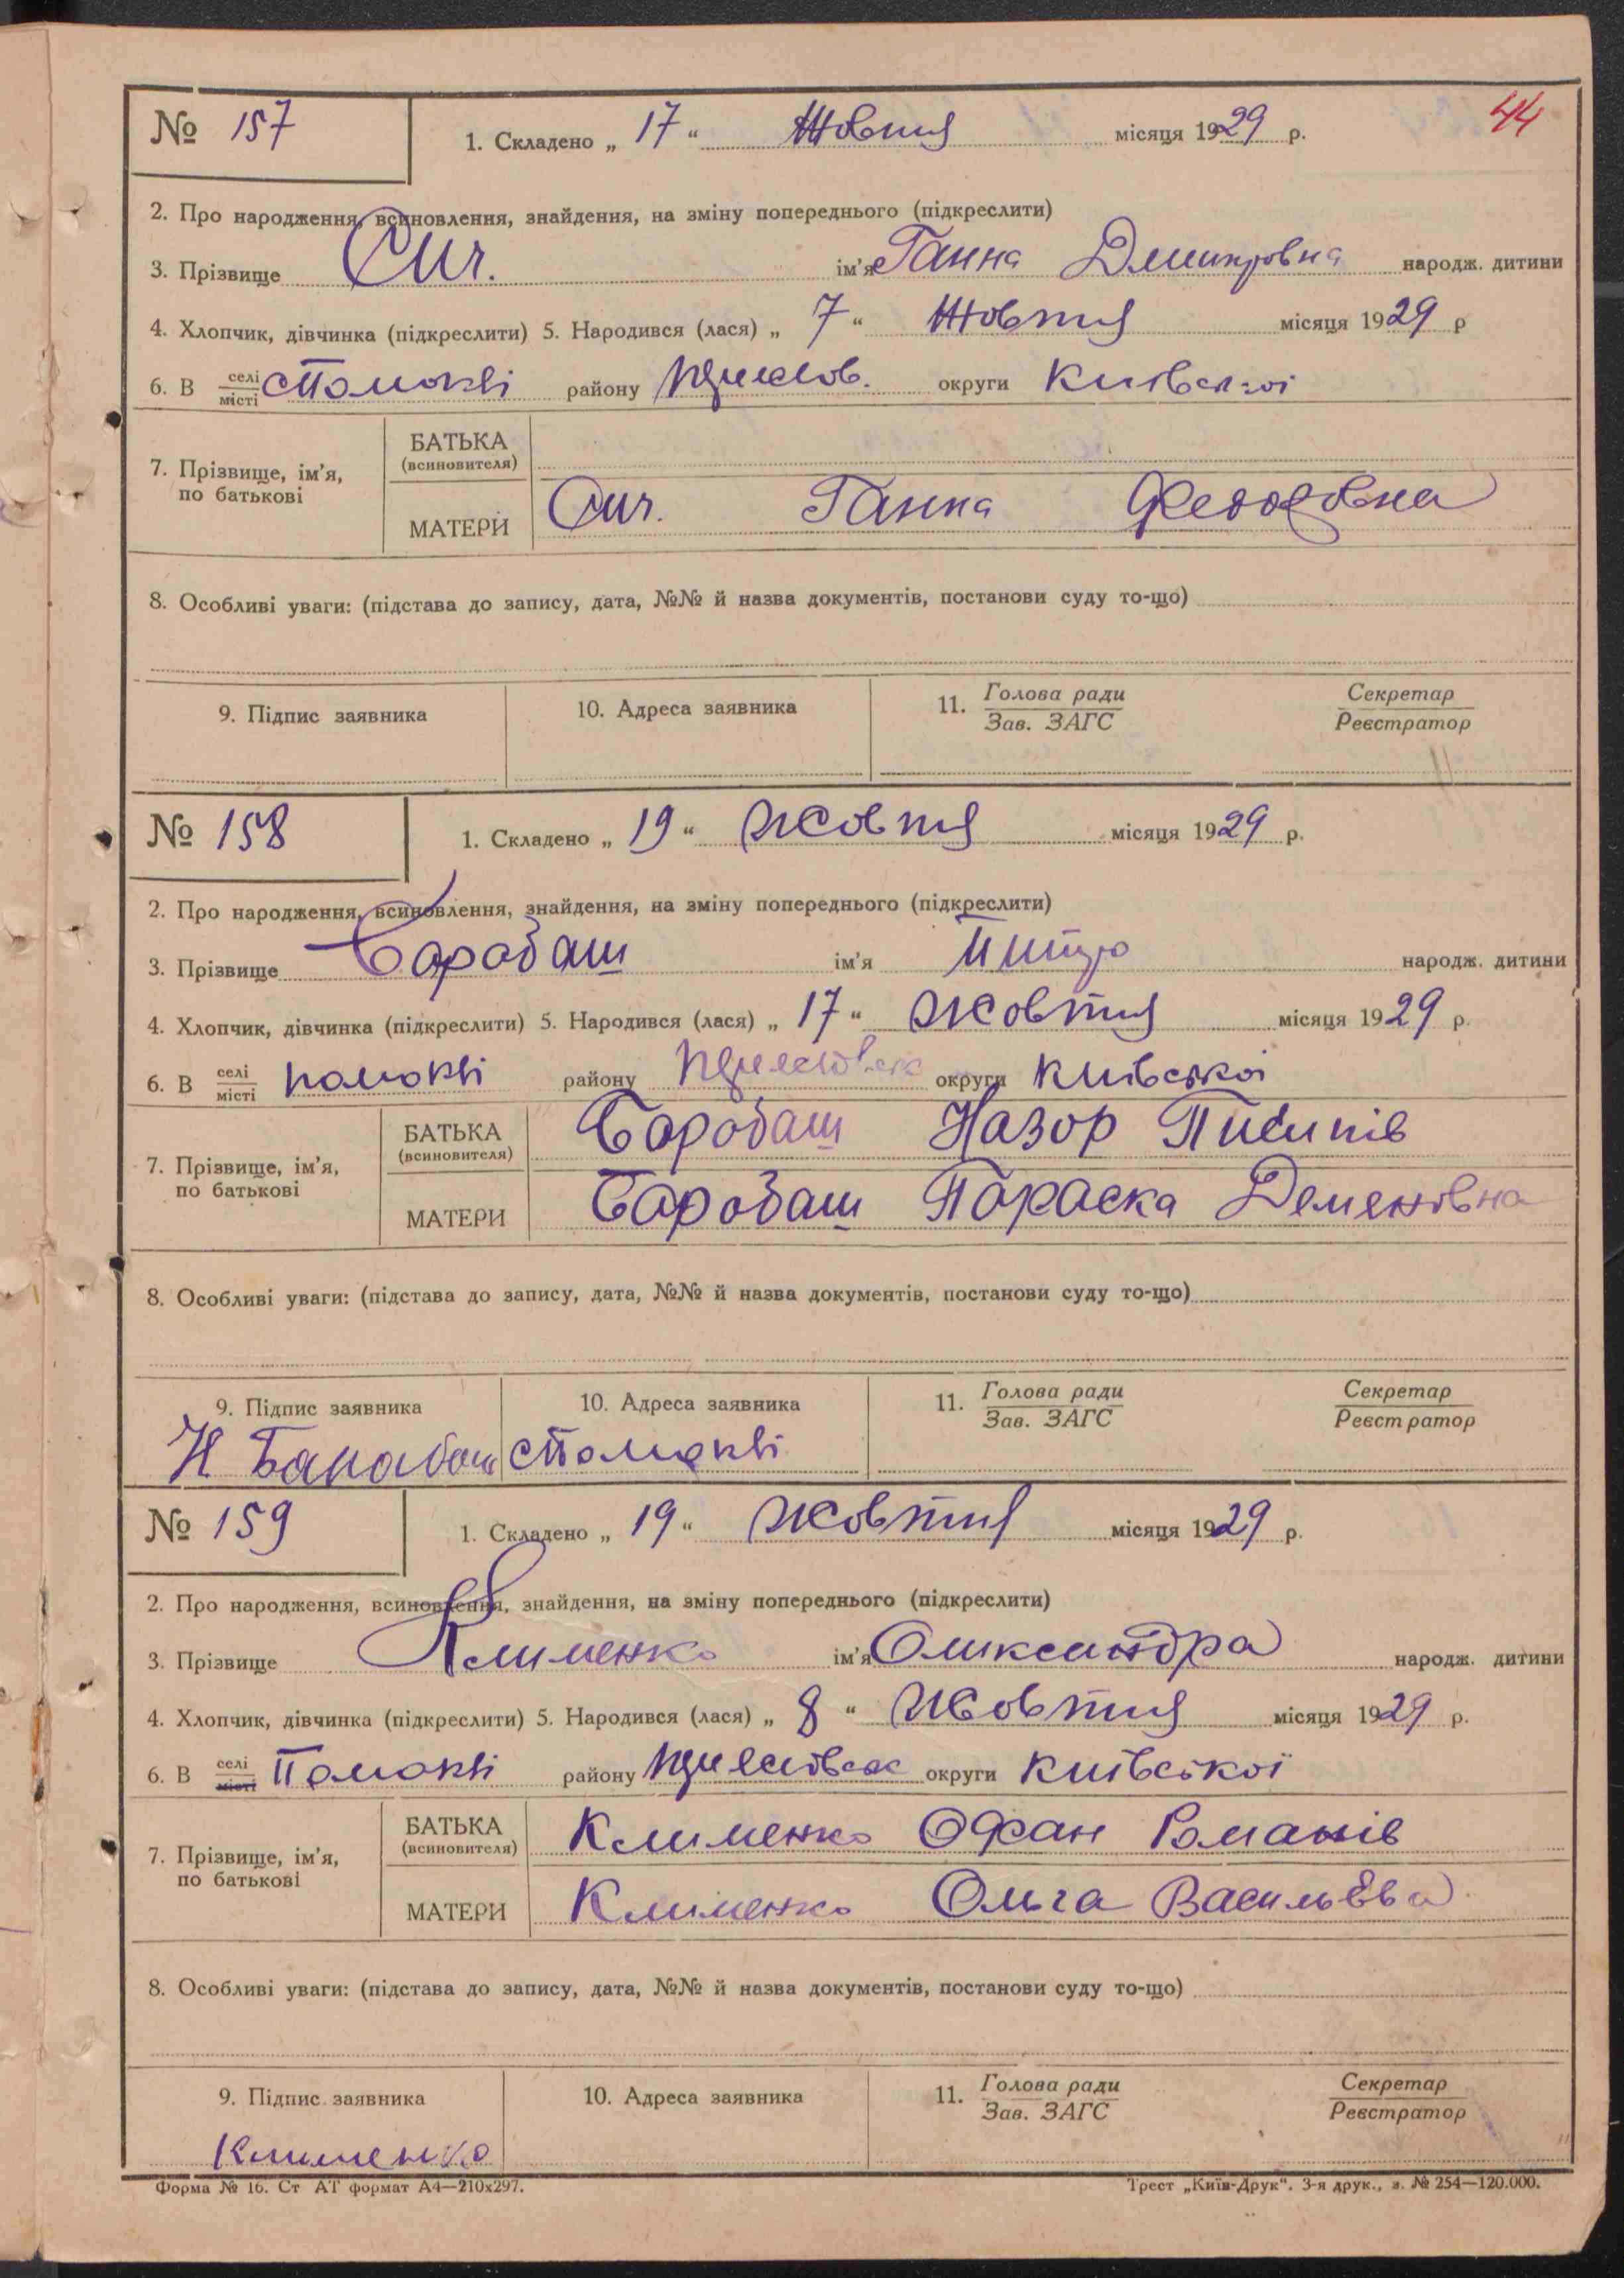 44
№ 157 1. Складено „ 17 “ Жовтня місяця 1929 р.
2. Про народження, всиновлення, знайдення, на зміну попереднього (підкреслити)
3. Прізвище Сич. ім’я Ганна Дмитровна народж. дитини
4. Хлопчик, дівчинка (підкреслити) 5. Народився (лася) „ 7 “ Жовтня місяця 1929 р
6. В селі місті району округи
7. Прізвище, ім’я, по батькові
БАТЬКА (всиновителя)
МАТЕРИ Сич. Ганна Федоровна
8. Особливі уваги: (підстава до запису, дата, №№ й назва документів, постанови суду то-що)
9. Підпис заявника 10. Адреса заявника 11. Голова ради Зав. ЗАГС Секретар Реєстратор
№ 158 1. Складено „ 19 “ Жовтня місяця 1929 р.
2. Про народження, всиновлення, знайдення, на зміну попереднього (підкреслити)
3. Прізвище Барабаш ім’я народж. дитини
4. Хлопчик, дівчинка (підкреслити) 5. Народився (лася) „ 17 “ Жовтня місяця 1929 р.
6. В селі місті району округи Київської
7. Прізвище, ім’я, по батькові
БАТЬКА (всиновителя) Барабаш Назор
МАТЕРИ Барабаш Параска
8. Особливі уваги: (підстава до запису, дата, №№ й назва документів, постанови суду то-що)
9. Підпис заявника 10. Адреса заявника 11. Голова ради Зав. ЗАГС Секретар Реєстратор
№ 159 1. Складено „ 19 “ Жовтня місяця 1929 р.
2. Про народження, всиновлення, знайдення, на зміну попереднього (підкреслити)
3. Прізвище Клименко ім’я Олександра народж. дитини
4. Хлопчик, дівчинка (підкреслити) 5. Народився (лася) „ 8 “ Жовтня місяця 1929 р.
6. В селі місті району округи Київської
7. Прізвище, ім’я, по батькові
БАТЬКА (всиновителя) Клименко Романів
МАТЕРИ Клименко Ольга
8. Особливі уваги: (підстава до запису, дата, №№ й назва документів, постанови суду то-що)
9. Підпис заявника 10. Адреса заявника 11. Голова ради Зав. ЗАГС Секретар Реєстратор
Клименко
Форма № 16. Ст АТ формат А4—210х297. Трест „Київ-Друк“. 3-я друк., з. № 254—120.000.